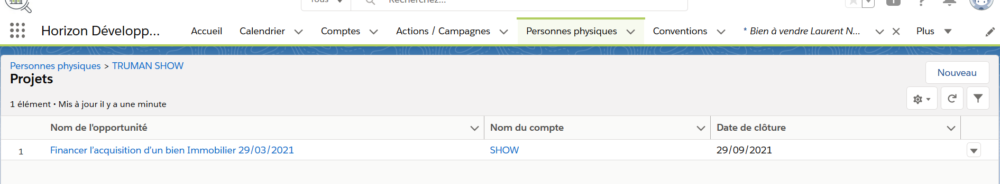 Tous Recherchez...
Horizon Développ... Accueil Calendrier Comptes Actions / Campagnes Personnes physiques Conventions * Bien à vendre Laurent N... Plus
Personnes physiques > TRUMAN SHOW
Projets
Nouveau
1 élément • Mis à jour il y a une minute
Nom de l'opportunité Nom du compte Date de clôture
1 Financer l’acquisition d’un bien Immobilier 29/03/2021 SHOW 29/09/2021